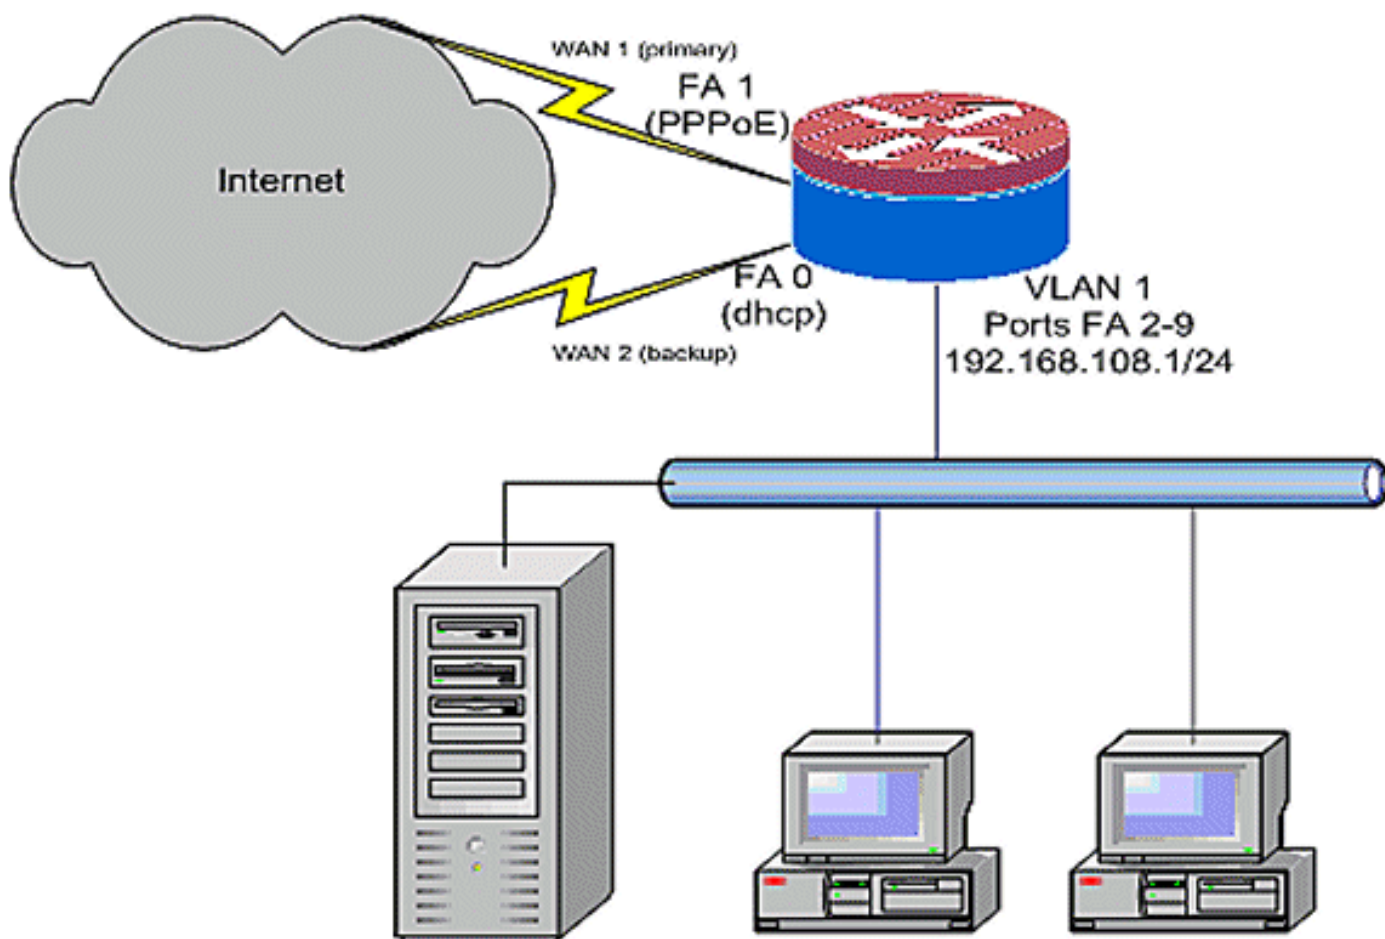 WAN 1 (primary)
FA 1
(PPPoE)
Internet
FA 0
(dhcp)
WAN 2 (backup)
VLAN 1
Ports FA 2-9
192.168.108.1/24